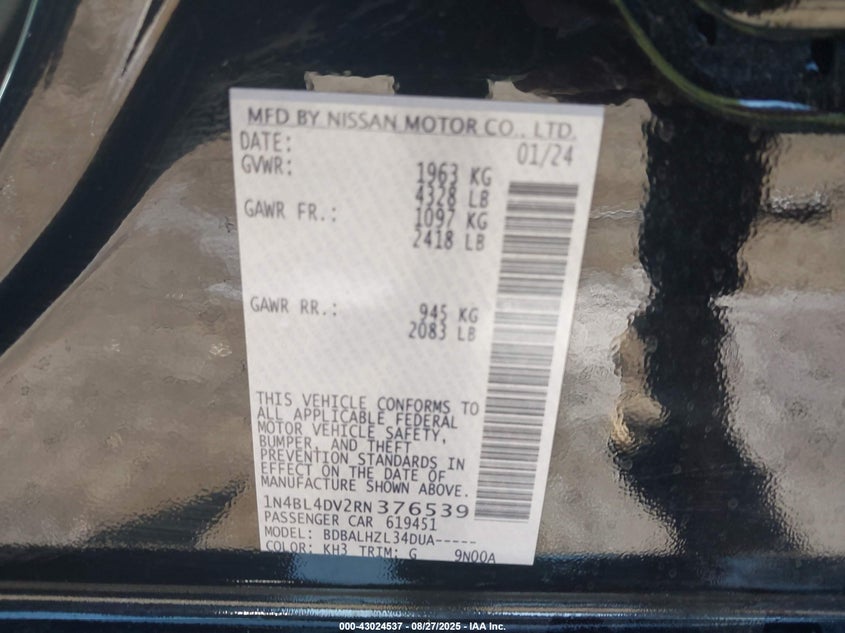 MFD BY NISSAN MOTOR CO., LTD.
DATE: 01/24
GVWR: 1963 KG
4328 LB
GAWR FR.: 1097 KG
2418 LB
GAWR RR.: 945 KG
2083 LB
THIS VEHICLE CONFORMS TO
ALL APPLICABLE FEDERAL
MOTOR VEHICLE SAFETY,
BUMPER, AND THEFT
PREVENTION STANDARDS IN
EFFECT ON THE DATE OF
MANUFACTURE SHOWN ABOVE.
1N4BL4DV2RN376539
PASSENGER CAR 619451
MODEL: BDBALHZL34DUA-----
COLOR: KH3 TRIM: G 9N00A
000-43024537 - 08/27/2025 - IAA Inc.